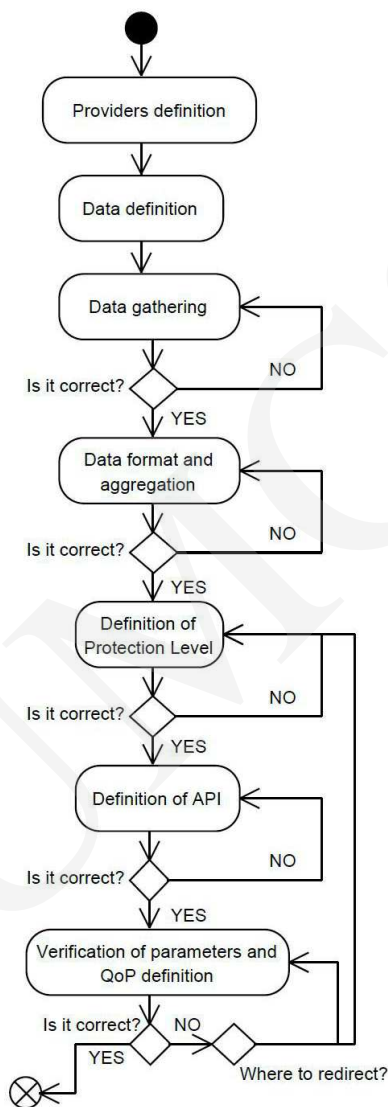 Providers definition
Data definition
Data gathering
Is it correct?
NO
YES
Data format and
aggregation
Is it correct?
NO
YES
Definition of
Protection Level
Is it correct?
NO
YES
Definition of API
Is it correct?
NO
YES
Verification of parameters and
QoP definition
Is it correct?
NO
YES
Where to redirect?
UMC